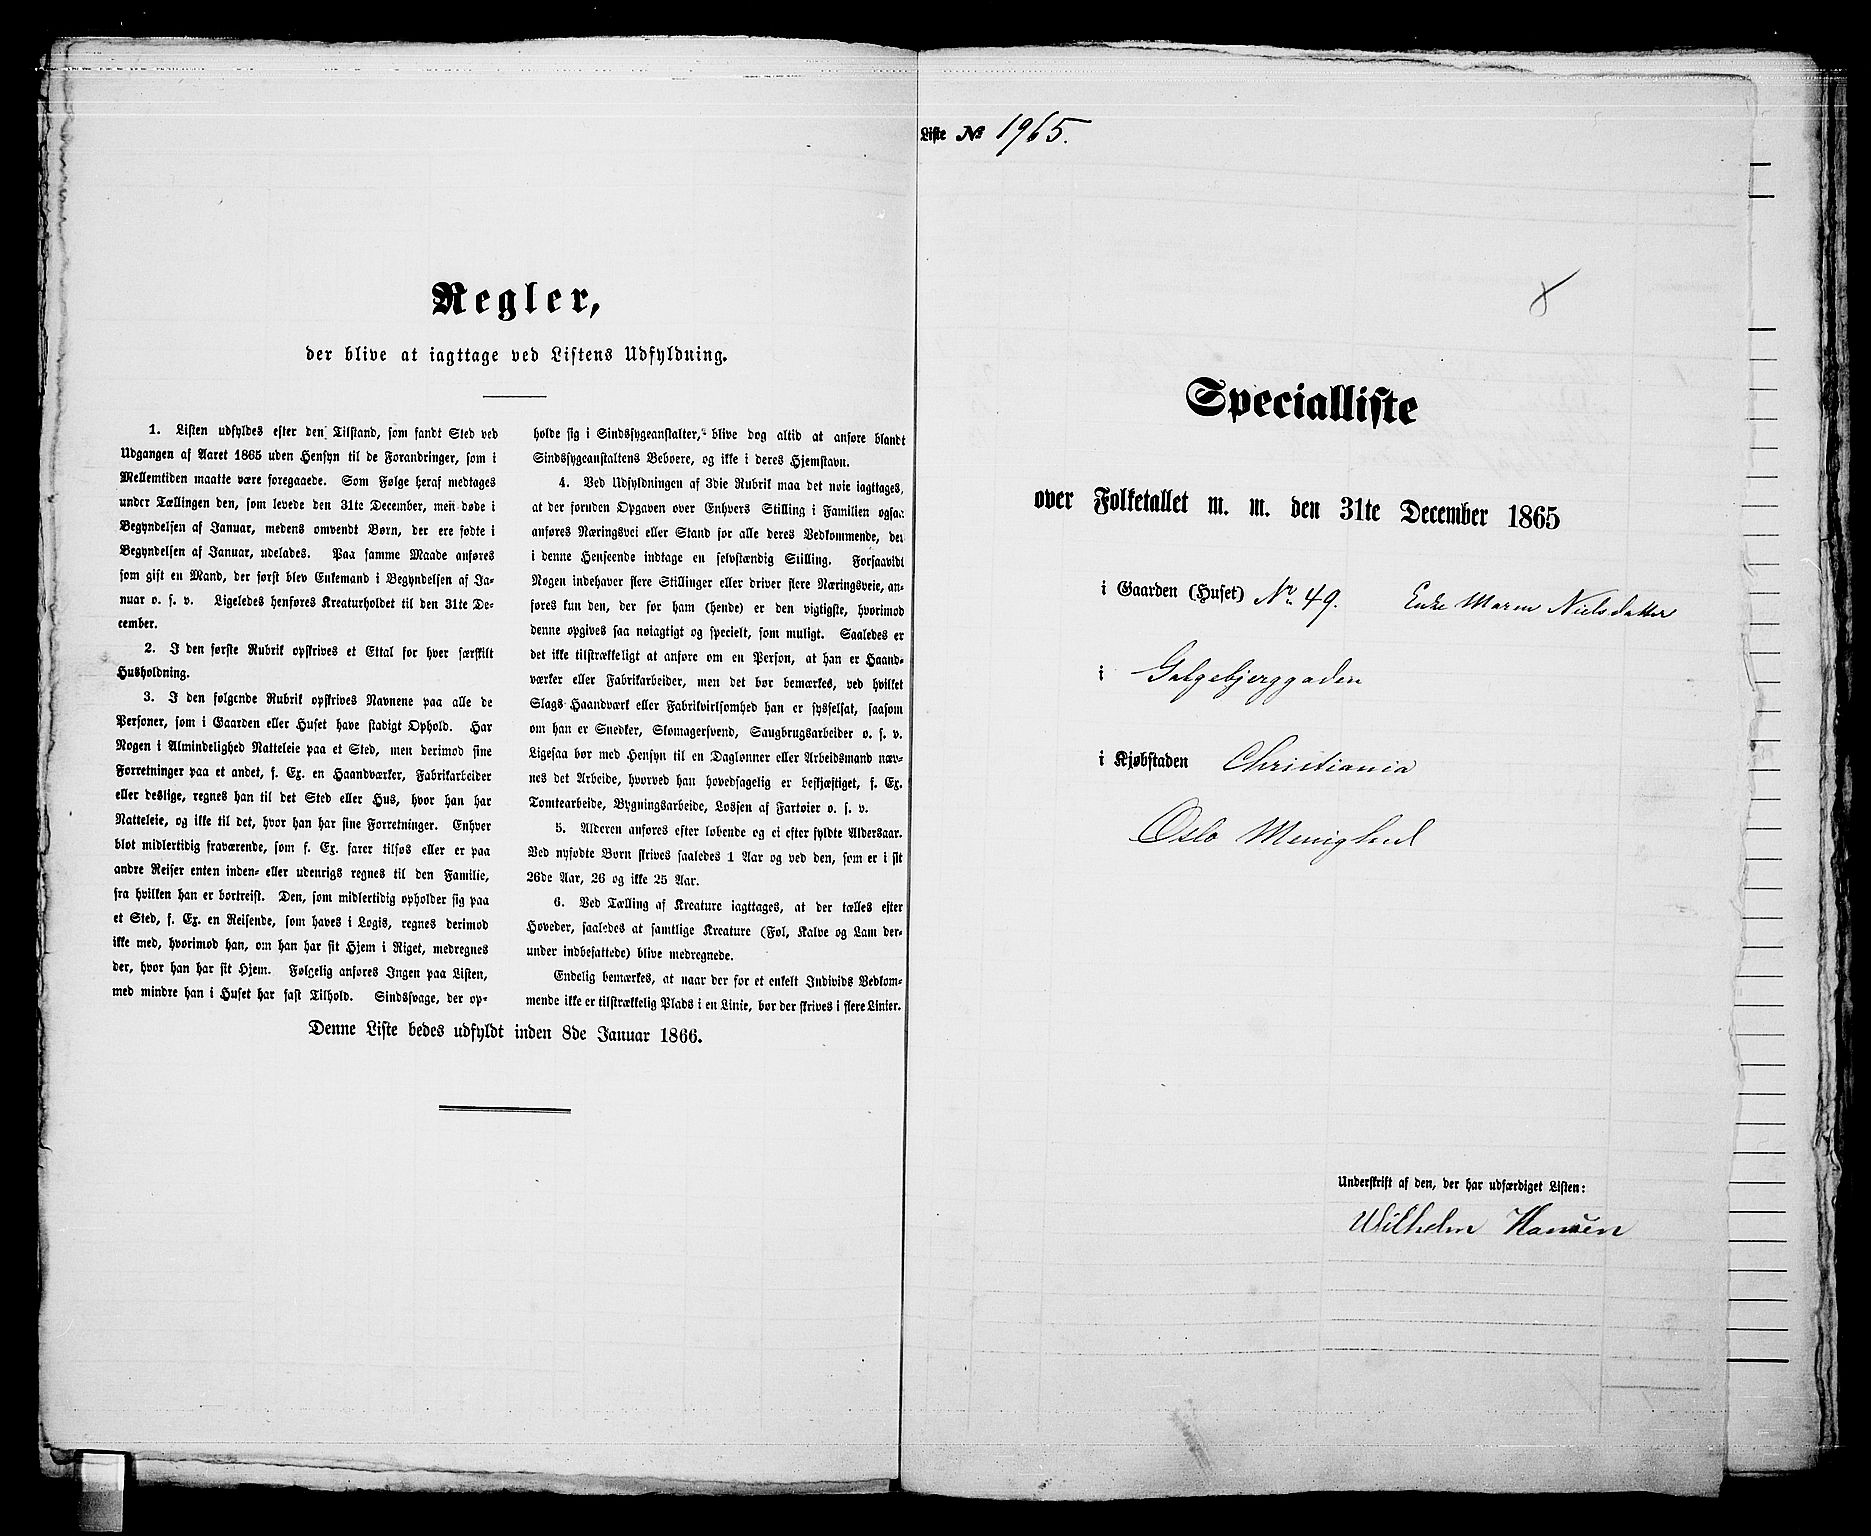 Regler,
der blive at iagttage ved Listens Udfyldning.
1. Listen udfyldes efter den Tilstand, som fandt Sted ved
Udgangen af Aaret 1865 uden Hensyn til de Forandringer, som i
Mellemtiden maatte være foregaaede. Som Følge heraf medtages
under Tællingen den, som levede den 31te December, men døde i
Begyndelsen af Januar, medens omvendt Børn, der ere fødte i
Begyndelsen af Januar, udelades. Paa samme Maade anføres
som gift en Mand, der først blev Enkemand i Begyndelsen af Ja-
nuar o. s. v. Ligeledes henføres Kreaturholdet til den 31te De-
cember.
2. I den første Rubrik opskrives et Ettal for hver særskilt
Husholdning.
3. I den følgende Rubrik opskrives Navnene paa alle de
Personer, som i Gaarden eller Huset have stadigt Ophold. Har
Nogen i Almindelighed Natteleie paa et Sted, men derimod sine
Forretninger paa et andet, f. Ex. en Haandværker, Fabrikarbeider
eller deslige, regnes han til det Sted eller Hus, hvor han har
Natteleie, og ikke til det, hvor han har sine Forretninger. Enhver
blot midlertidig fraværende, som f. Ex. farer tilsøs eller er paa
andre Reiser enten inden- eller udenrigs regnes til den Familie,
fra hvilken han er bortreist. Den, som midlertidig opholder sig paa
et Sted, f. Ex. en Reisende, som haves i Logis, regnes derimod
ikke med, hvorimod han, om han har sit Hjem i Riget, medregnes
der, hvor han har sit Hjem. Følgelig anføres Ingen paa Listen,
med mindre han i Huset har fast Tilhold. Sindssvage, der op-
holde sig i Sindssygeanstalter, blive dog altid at anføre blandt
Sindssygeanstaltens Beboere, og ikke i deres Hjemstavn.
4. Ved Udfyldningen af 3die Rubrik maa det nøie iagttages,
at der foruden Opgaven over Enhvers Stilling i Familien ogsaa
anføres Næringsvei eller Stand for alle deres Vedkommende, der
i denne Henseende indtage en selvstændig Stilling. Forsaavidt
Nogen indehaver flere Stillinger eller driver flere Næringsveie, an-
føres kun den, der for ham (hende) er den vigtigste, hvorimod
denne opgives saa nøiagtigt og specielt, som muligt. Saaledes er
det ikke tilstrækkeligt at anføre om en Person, at han er Haand-
værker eller Fabrikarbeider, men det bør bemærkes, ved hvilket
Slags Haandværk eller Fabrikvirksomhed han er sysselsat, saasom
om han er Snedker, Skomagersvend, Saugbrugsarbeider o. s. v.
Ligesaa bør med Hensyn til en Daglønner eller Arbeidsmand næv-
nes det Arbeide, hvorved han hovedsagelig er beskjæftiget, f. Ex.
Tomtearbeide, Bygningsarbeide, Lossen af Fartøier o. s. v.
5. Alderen anføres efter løbende og ei efter fyldte Aldersaar.
Ved nyfødte Børn skrives saaledes 1 Aar og ved den, som er i sit
26de Aar, 26 og ikke 25 Aar.
6. Ved Tælling af Kreature iagttages, at der tælles efter
Hoveder, saaledes at samtlige Kreature (Føl, Kalve og Lam der-
under indbefattede) blive medregnede.
Endelig bemærkes, at naar der for et enkelt Individs Vedkom-
mende ikke er tilstrækkelig Plads i en Linie, bør der skrives i flere Linier.
Denne Liste bedes udfyldt inden 8de Januar 1866.
Liste № 1965.
Specialliste
over Folketallet m. m. den 31te December 1865
i Gaarden (Huset) No. 49. Enke Maren Nielsdatter
i Galgebjerggaden
i Kjøbstaden Christiania
Oslo Menighed
Underskrift af den, der har udfærdiget Listen:
Wilhelm Hansen